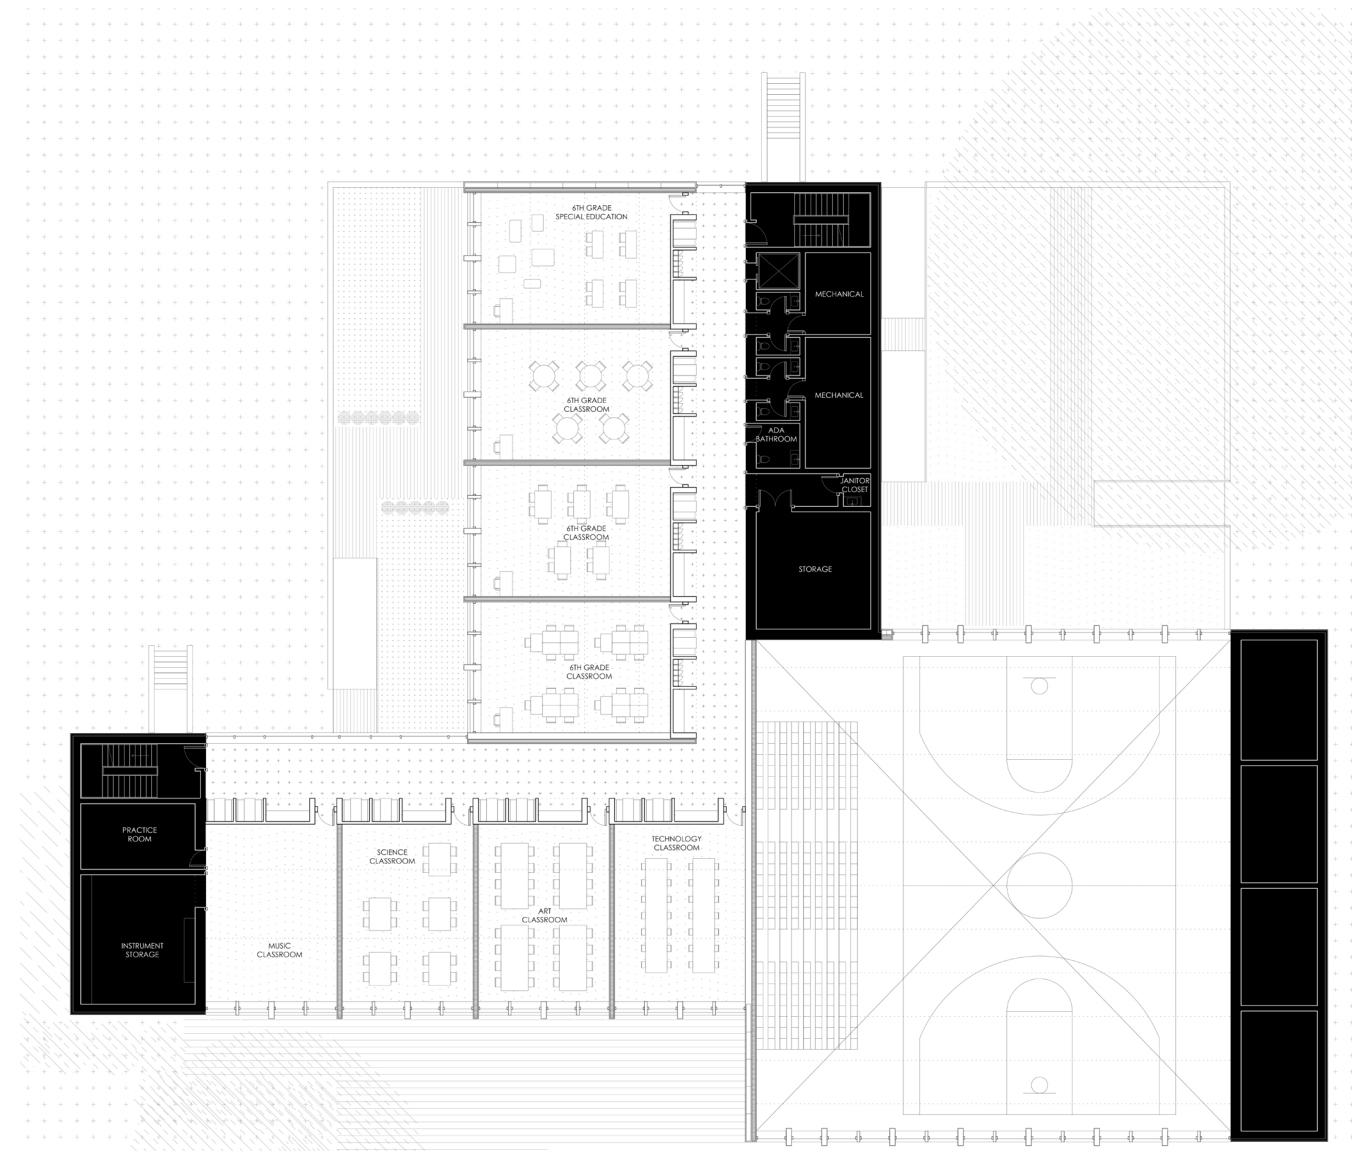 6TH GRADE
SPECIAL EDUCATION
MECHANICAL
6TH GRADE
CLASSROOM
MECHANICAL
ADA
BATHROOM
JANITOR
CLOSET
6TH GRADE
CLASSROOM
STORAGE
6TH GRADE
CLASSROOM
PRACTICE
ROOM
SCIENCE
CLASSROOM
TECHNOLOGY
CLASSROOM
ART
CLASSROOM
INSTRUMENT
STORAGE
MUSIC
CLASSROOM